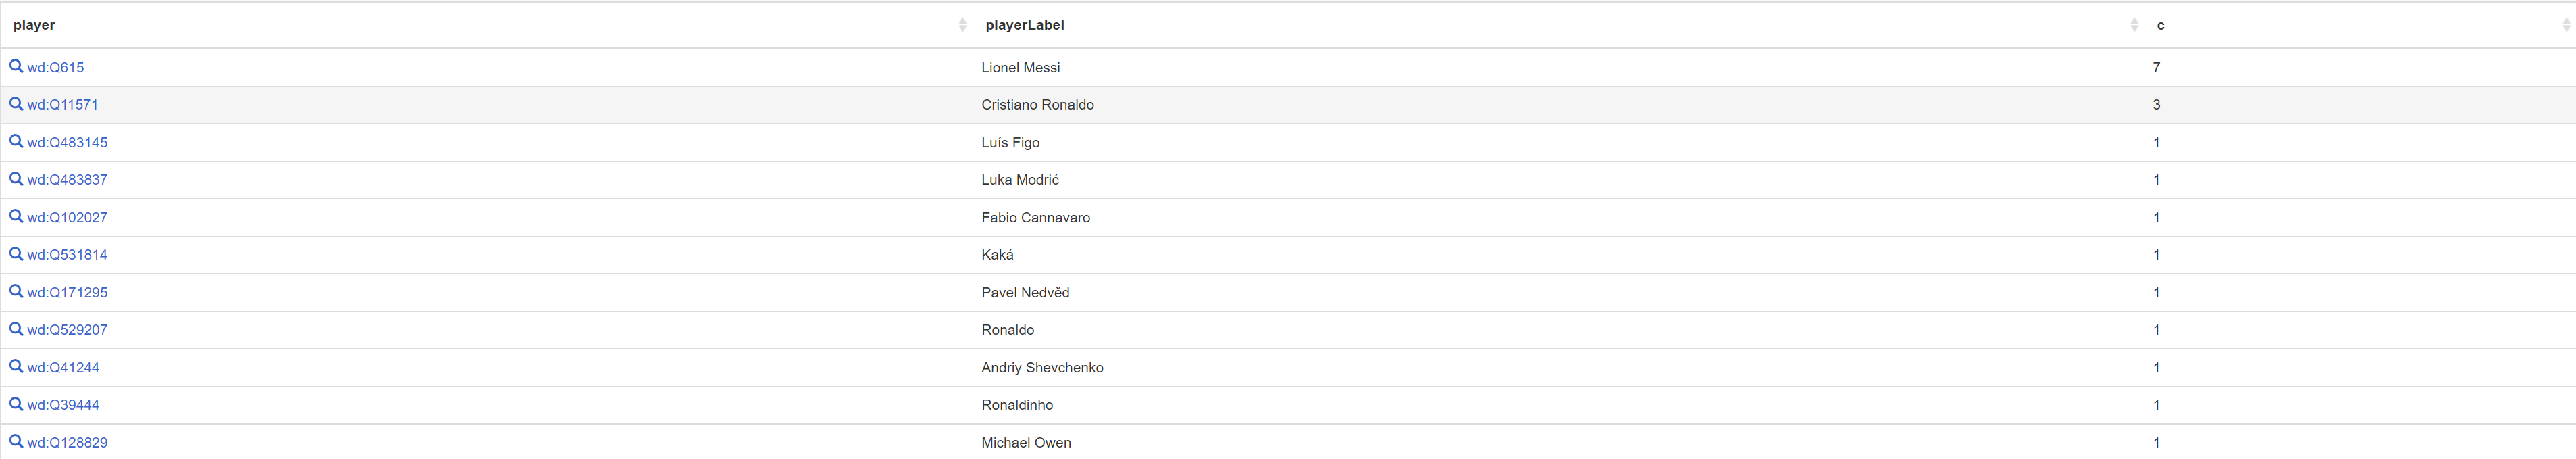 player playerLabel c
wd:Q615 Lionel Messi 7
wd:Q11571 Cristiano Ronaldo 3
wd:Q483145 Luís Figo 1
wd:Q483837 Luka Modrić 1
wd:Q102027 Fabio Cannavaro 1
wd:Q531814 Kaká 1
wd:Q171295 Pavel Nedvěd 1
wd:Q529207 Ronaldo 1
wd:Q41244 Andriy Shevchenko 1
wd:Q39444 Ronaldinho 1
wd:Q128829 Michael Owen 1